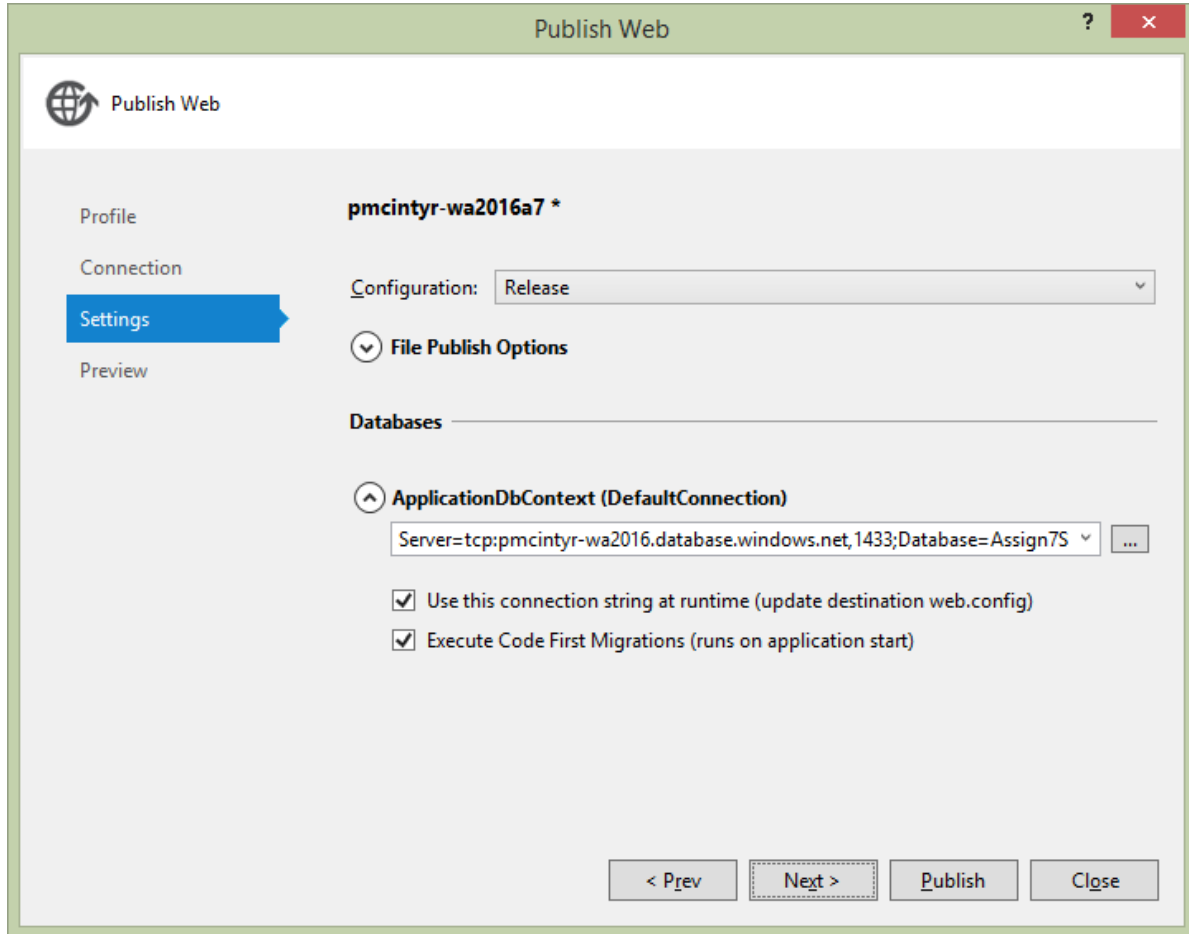 Publish Web
?
Publish Web
Profile
Connection
Settings
Preview
pmcintyr-wa2016a7 *
Configuration: Release
File Publish Options
Databases
ApplicationDbContext (DefaultConnection)
Server=tcp:pmcintyr-wa2016.database.windows.net,1433;Database=Assign7S
...
Use this connection string at runtime (update destination web.config)
Execute Code First Migrations (runs on application start)
< Prev Next > Publish Close